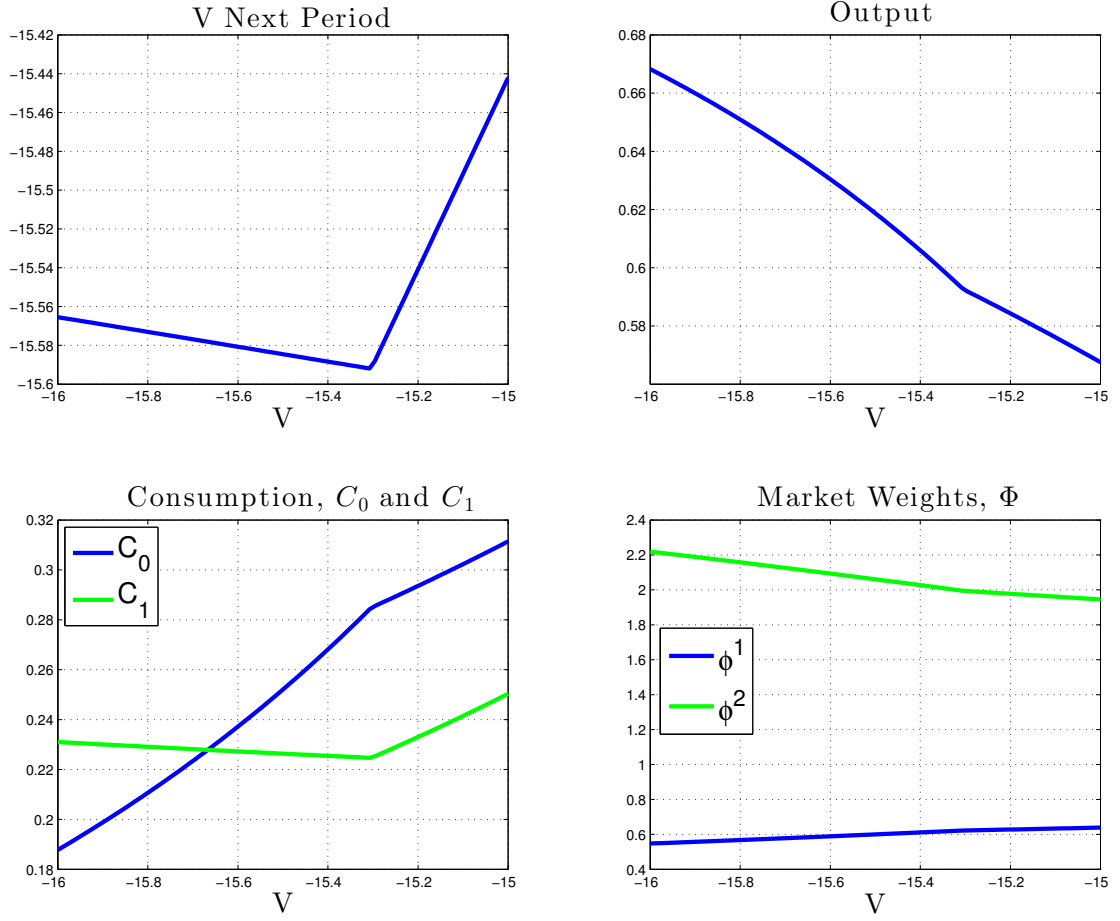 V Next Period
−15.42
−15.44
−15.46
−15.48
−15.5
−15.52
−15.54
−15.56
−15.58
−15.6
−16 −15.8 −15.6 −15.4 −15.2 −15
V
Output
0.68
0.66
0.64
0.62
0.6
0.58
−16 −15.8 −15.6 −15.4 −15.2 −15
V
Consumption, C₀ and C₁
0.32
0.3
0.28
0.26
0.24
0.22
0.2
0.18
C₀
C₁
−16 −15.8 −15.6 −15.4 −15.2 −15
V
Market Weights, Φ
2.4
2.2
2
1.8
1.6
1.4
1.2
1
0.8
0.6
0.4
ϕ¹
ϕ²
−16 −15.8 −15.6 −15.4 −15.2 −15
V